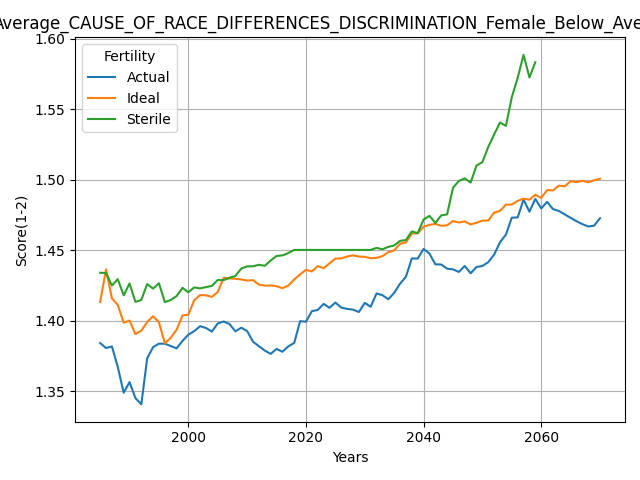 Average_CAUSE_OF_RACE_DIFFERENCES_DISCRIMINATION_Female_Below_Ave
Fertility
Actual
Ideal
Sterile
1.60
1.55
1.50
1.45
1.40
1.35
Score(1-2)
2000 2020 2040 2060
Years